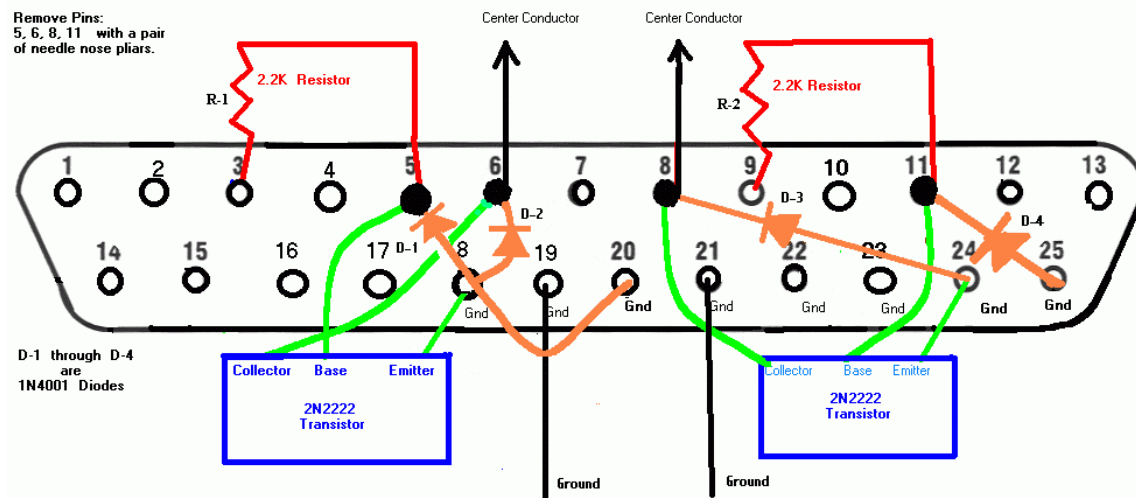 Remove Pins:
5, 6, 8, 11 with a pair
of needle nose pliars.
Center Conductor
Center Conductor
2.2K Resistor
R-1
2.2K Resistor
R-2
1 2 3 4 5 6 7 8 9 10 11 12 13
D-2
D-3
D-4
14 15 16 17 D-1 8 19 20 21 22 23 24 25
Gnd Gnd Gnd Gnd Gnd Gnd Gnd Gnd
D-1 through D-4
are
1N4001 Diodes
Collector Base Emitter
2N2222
Transistor
Collector Base Emitter
2N2222
Transistor
Ground
Ground